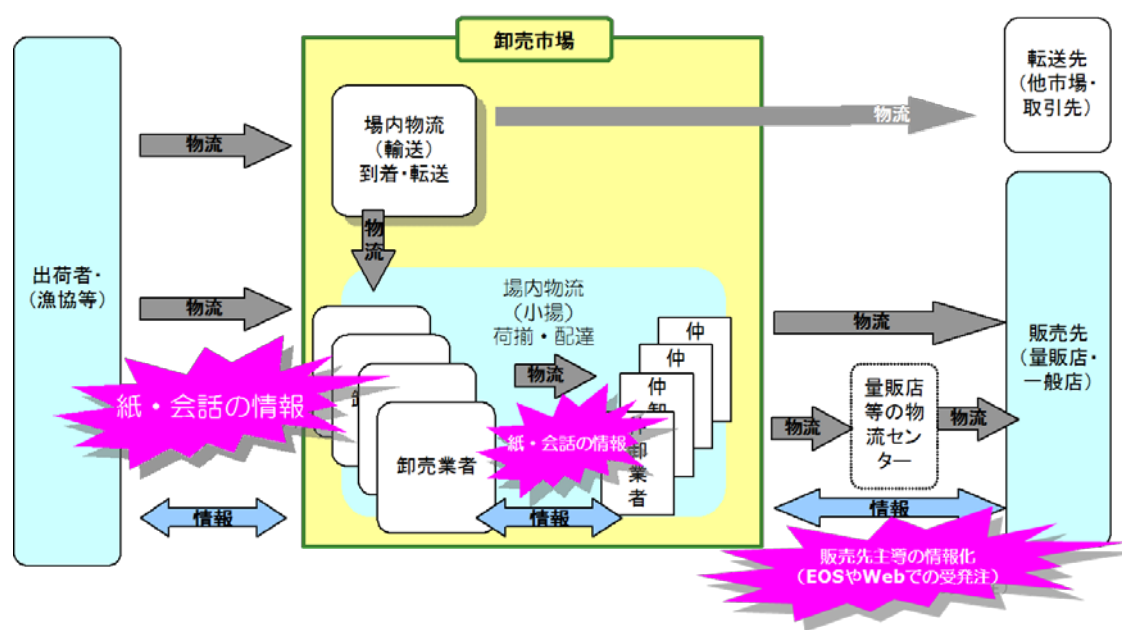 卸売市場
転送先
（他市場・
取引先）
場内物流
（輸送）
到着・転送
物流
物流
物流
出荷者・
（漁協等）
物流
場内物流
（小揚）
荷揃・配達
物流
仲
仲
仲
卸
仲
卸
業
者
卸売業者
紙・会話の情報
紙・会話の情報
物流
販売先
（量販店・
一般店）
量販店
等の物
流セン
ター
物流
物流
情報
情報
情報
販売先主導の情報化
（EOSやWebでの受発注）